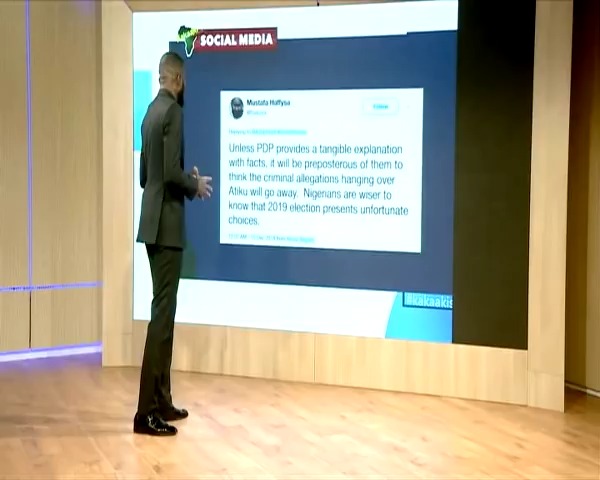 SOCIAL MEDIA
Mustafa Haffysa
Follow
Unless PDP provides a tangible explanation
with facts, it will be preposterous of them to
think the criminal allegations hanging over
Atiku will go away. Nigerians are wiser to
know that 2019 election presents unfortunate
choices.
#kakaakis